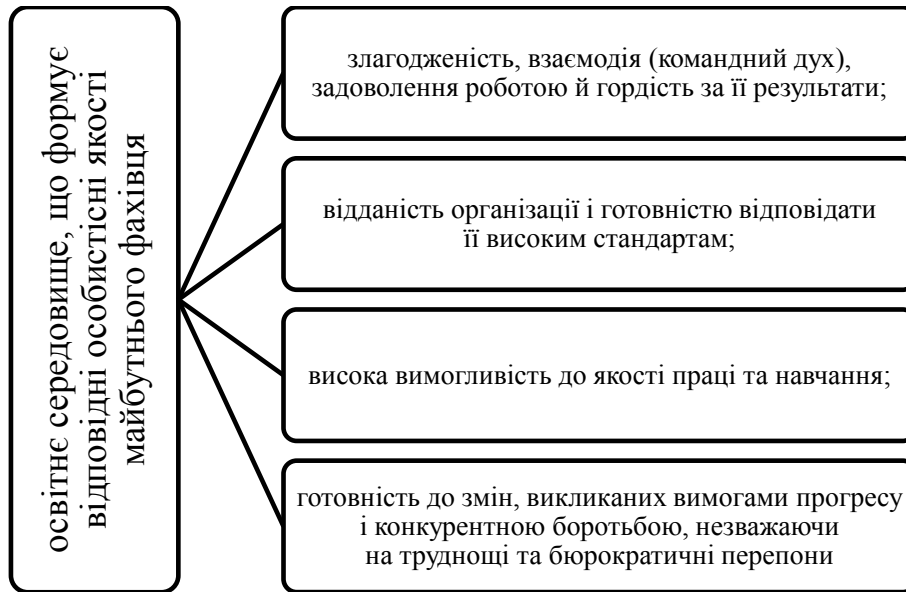 освітнє середовище, що формує
відповідні особистісні якості
майбутнього фахівця
злагодженість, взаємодія (командний дух),
задоволення роботою й гордість за її результати;
відданість організації і готовністю відповідати
її високим стандартам;
висока вимогливість до якості праці та навчання;
готовність до змін, викликаних вимогами прогресу
і конкурентною боротьбою, незважаючи
на труднощі та бюрократичні перепони